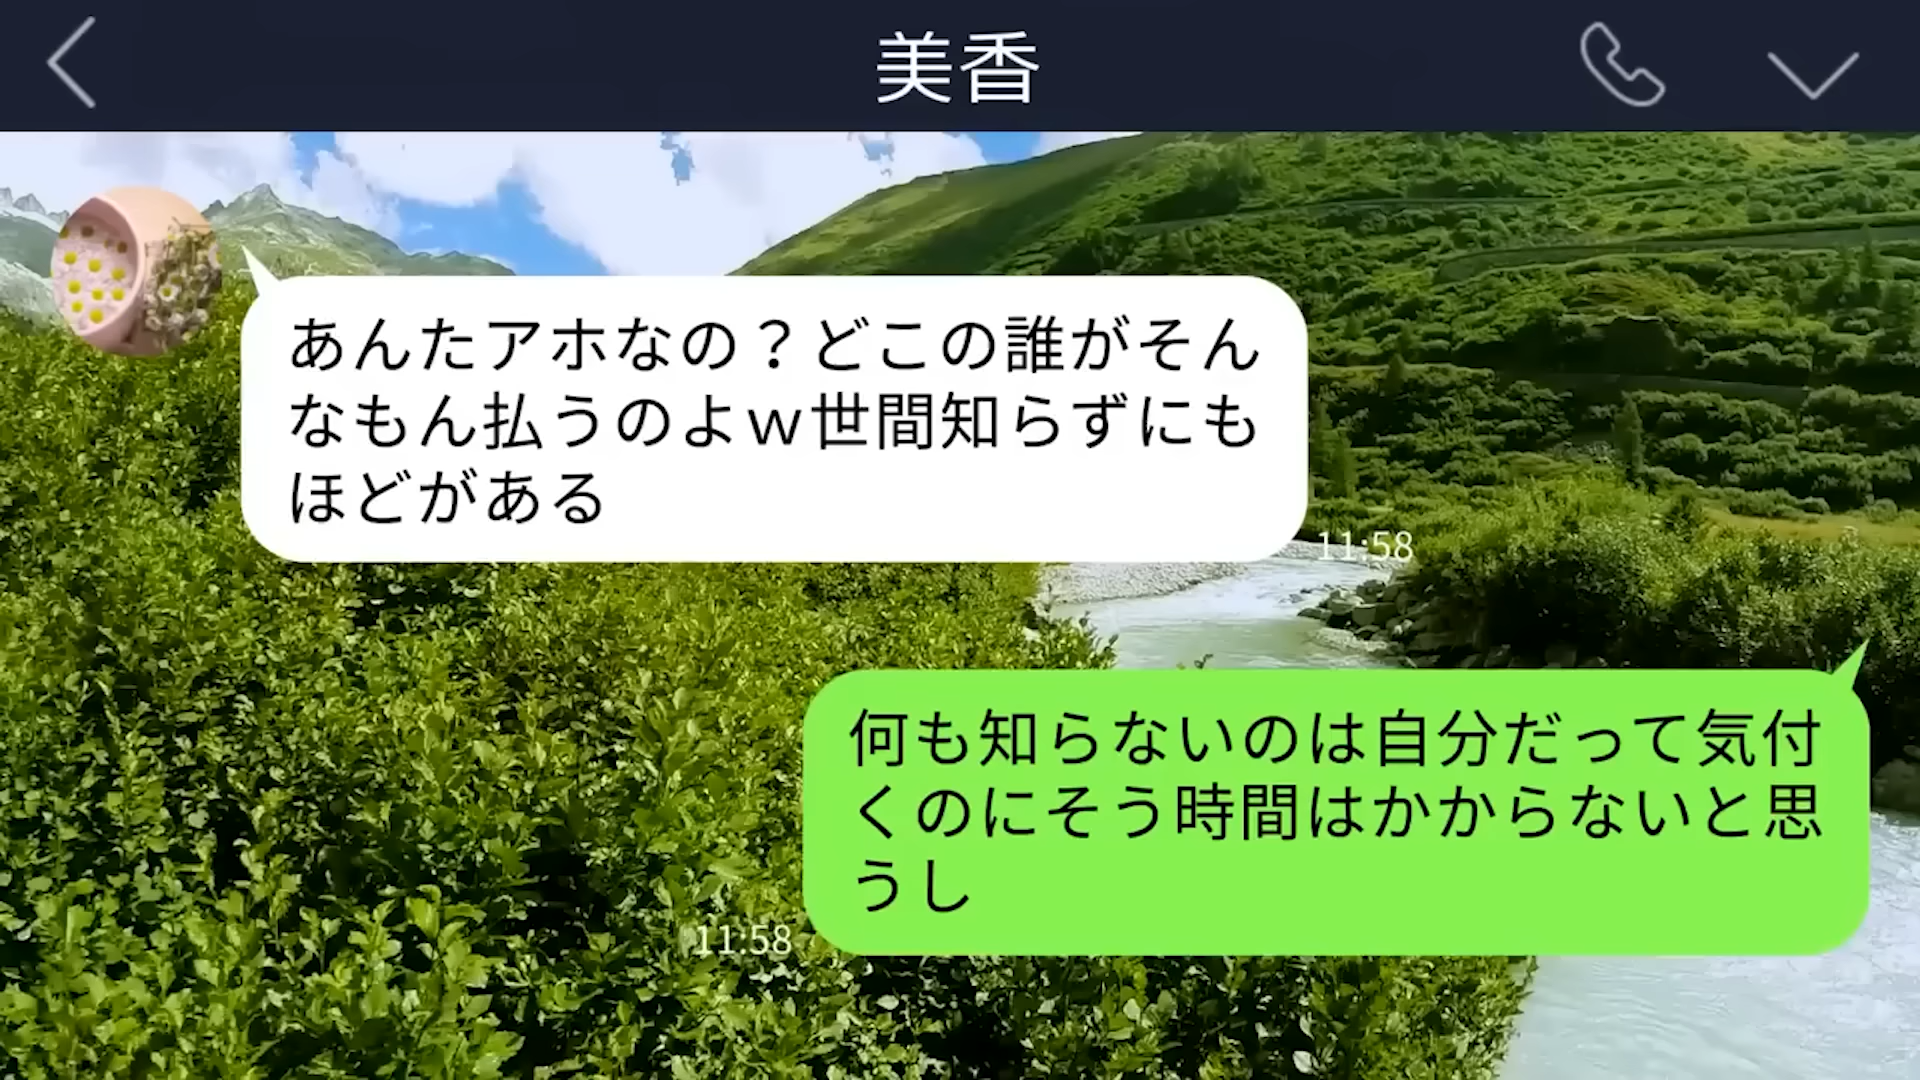 美香
あんたアホなの？どこの誰がそん
なもん払うのよｗ世間知らずにも
ほどがある
11:58
何も知らないのは自分だって気付
くのにそう時間はかからないと思
うし
11:58